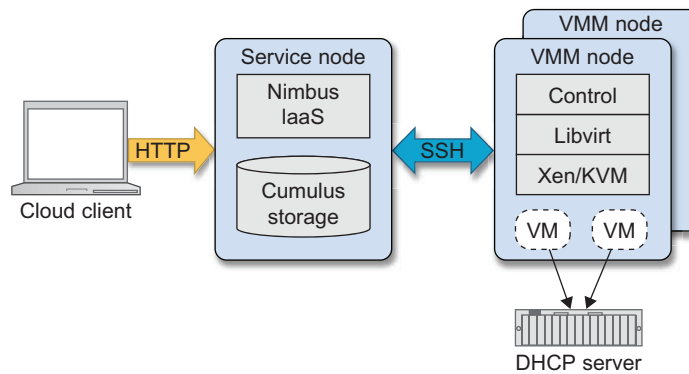 VMM node
Service node
VMM node
Nimbus
IaaS
Control
HTTP
SSH
Libvirt
Xen/KVM
Cumulus
storage
Cloud client
VM
VM
DHCP server